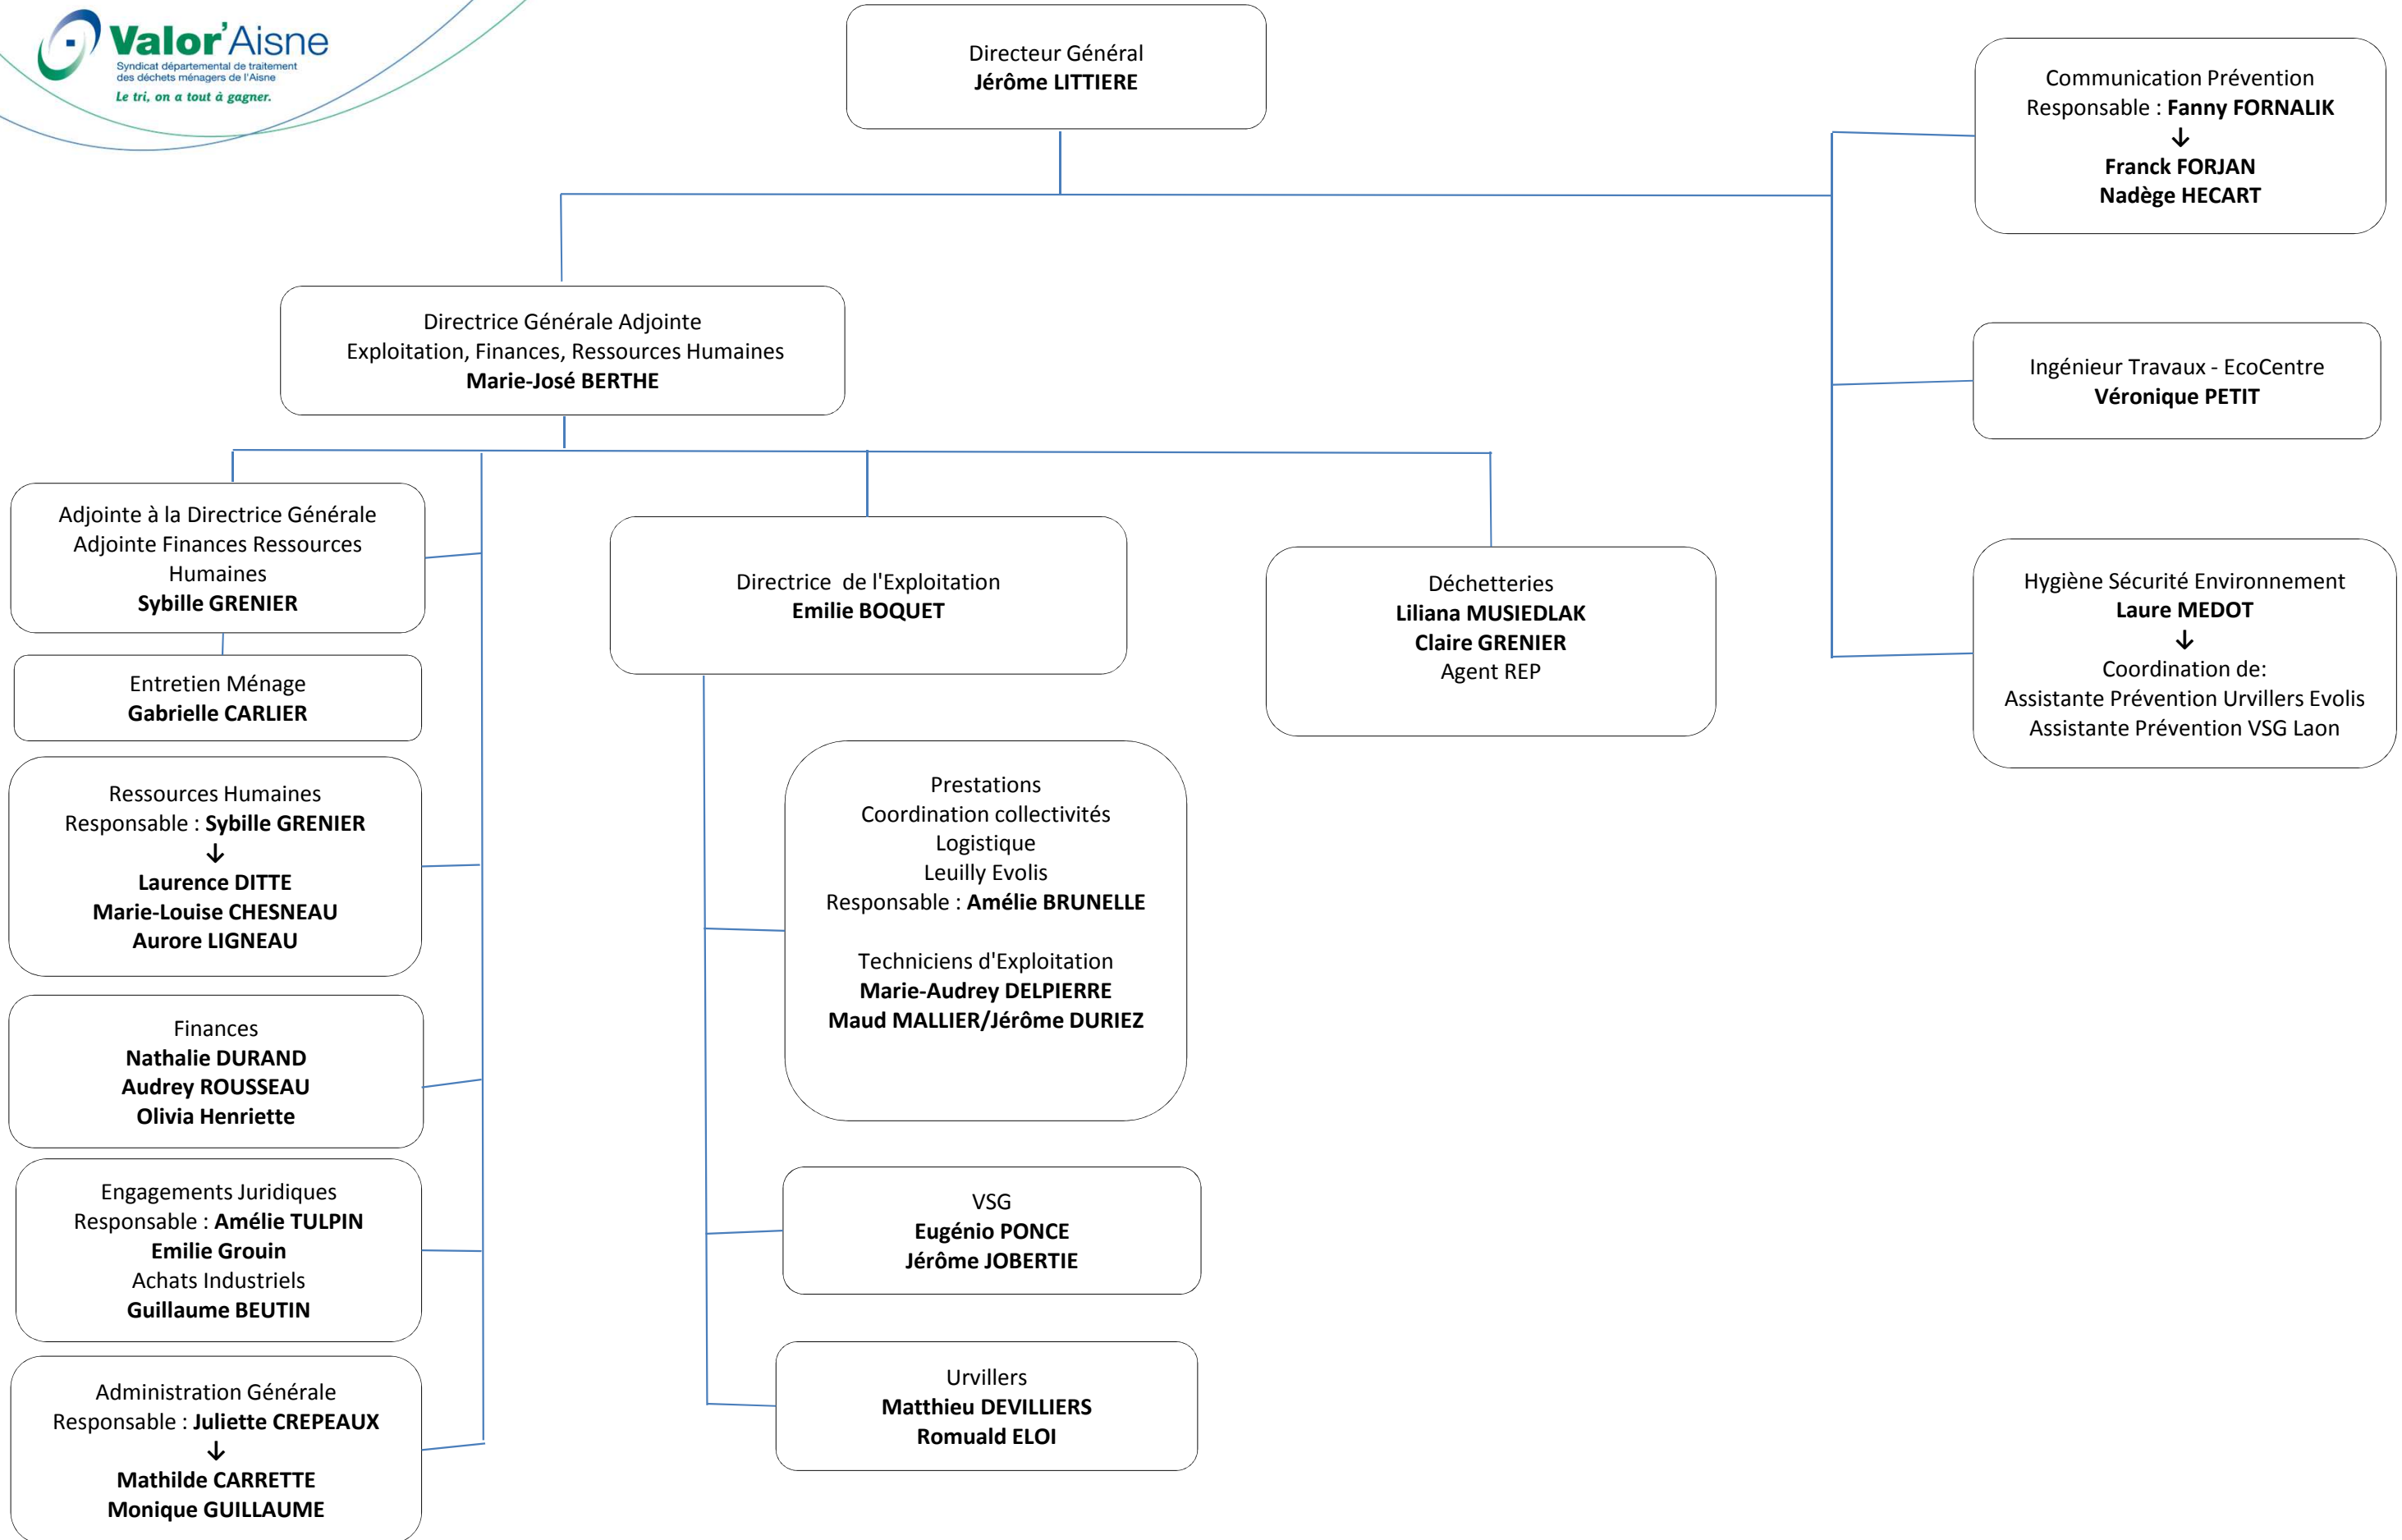 Valor'Aisne
Syndicat départemental de traitement
des déchets ménagers de l'Aisne
Le tri, on a tout à gagner.
Directeur Général
Jérôme LITTIERE
Communication Prévention
Responsable : Fanny FORNALIK
↓
Franck FORJAN
Nadège HECART
Directrice Générale Adjointe
Exploitation, Finances, Ressources Humaines
Marie-José BERTHE
Ingénieur Travaux - EcoCentre
Véronique PETIT
Adjointe à la Directrice Générale
Adjointe Finances Ressources
Humaines
Sybille GRENIER
Directrice  de l'Exploitation
Emilie BOQUET
Déchetteries
Liliana MUSIEDLAK
Claire GRENIER
Agent REP
Hygiène Sécurité Environnement
Laure MEDOT
↓
Coordination de:
Assistante Prévention Urvillers Evolis
Assistante Prévention VSG Laon
Entretien Ménage
Gabrielle CARLIER
Ressources Humaines
Responsable : Sybille GRENIER
↓
Laurence DITTE
Marie-Louise CHESNEAU
Aurore LIGNEAU
Prestations
Coordination collectivités
Logistique
Leuilly Evolis
Responsable : Amélie BRUNELLE
Techniciens d'Exploitation
Marie-Audrey DELPIERRE
Maud MALLIER/Jérôme DURIEZ
Finances
Nathalie DURAND
Audrey ROUSSEAU
Olivia Henriette
Engagements Juridiques
Responsable : Amélie TULPIN
Emilie Grouin
Achats Industriels
Guillaume BEUTIN
VSG
Eugénio PONCE
Jérôme JOBERTIE
Urvillers
Matthieu DEVILLIERS
Romuald ELOI
Administration Générale
Responsable : Juliette CREPEAUX
↓
Mathilde CARRETTE
Monique GUILLAUME